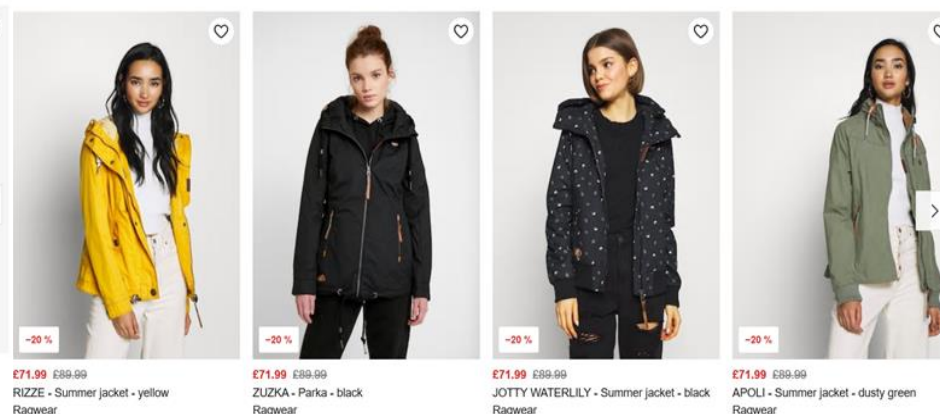 -20 %
£71.99 £89.99
RIZZE - Summer jacket - yellow
Ragwear
-20 %
£71.99 £89.99
ZUZKA - Parka - black
Ragwear
-20 %
£71.99 £89.99
JOTTY WATERLILY - Summer jacket - black
Ragwear
-20 %
£71.99 £89.99
APOLI - Summer jacket - dusty green
Ragwear